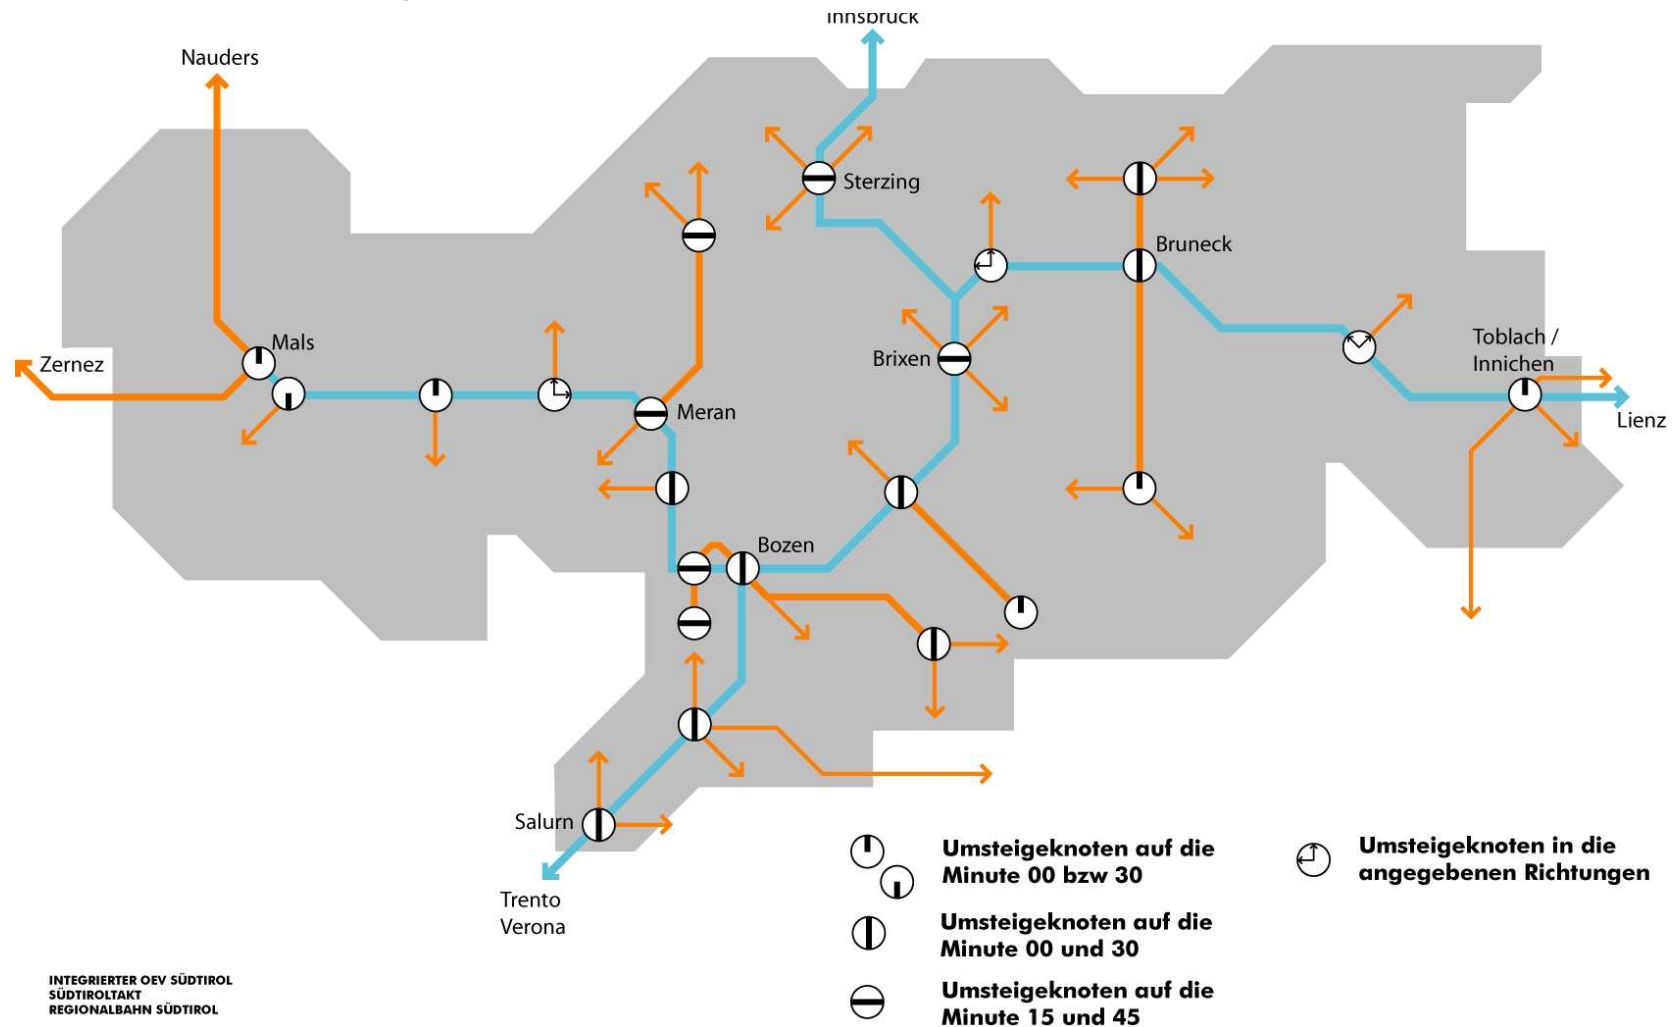 Innsbruck
Nauders
Sterzing
Bruneck
Mals
Zernez
Brixen
Toblach /
Innichen
Meran
Lienz
Bozen
Salurn
Trento
Verona
Umsteigeknoten auf die
Minute 00 bzw 30
Umsteigeknoten in die
angegebenen Richtungen
Umsteigeknoten auf die
Minute 00 und 30
Umsteigeknoten auf die
Minute 15 und 45
INTEGRIERTER OEV SÜDTIROL
SÜDTIROLTAKT
REGIONALBAHN SÜDTIROL